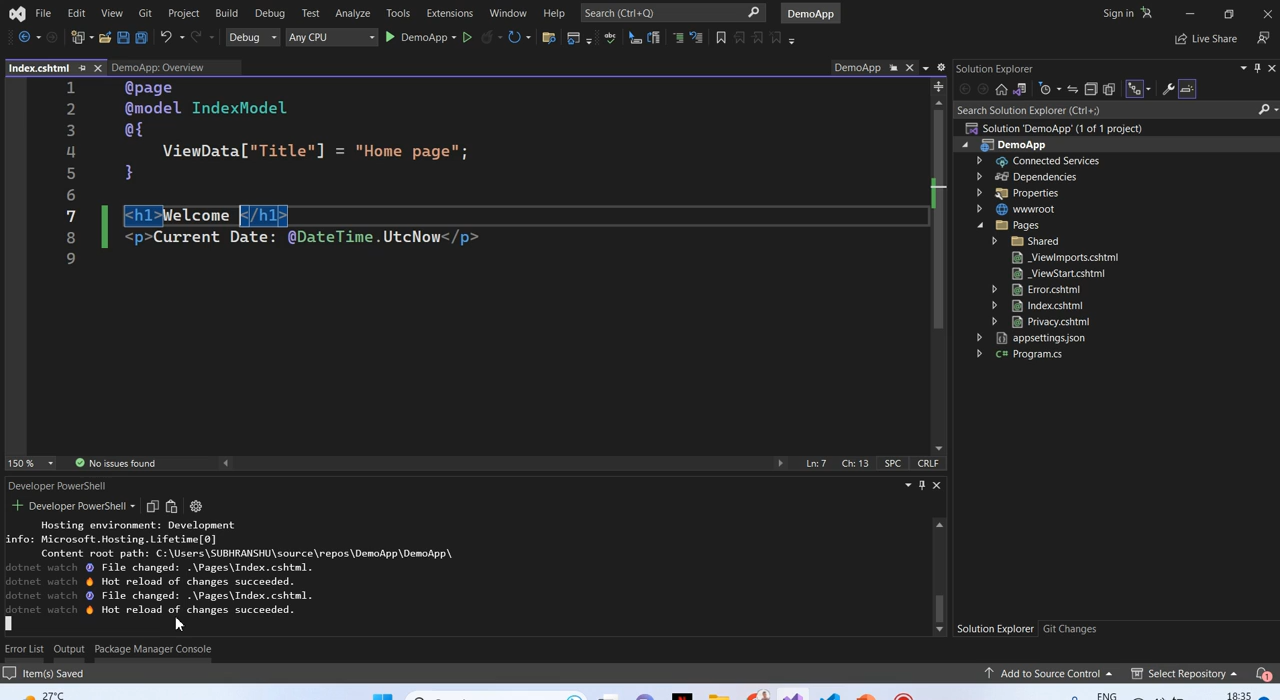 File Edit View Git Project Build Debug Test Analyze Tools Extensions Window Help Search (Ctrl+Q) DemoApp Sign in
Debug Any CPU DemoApp Live Share
Index.cshtml DemoApp: Overview DemoApp
1 @page
2 @model IndexModel
3 @{
4 ViewData["Title"] = "Home page";
5 }
6
7 <h1>Welcome </h1>
8 <p>Current Date: @DateTime.UtcNow</p>
9
150 % No issues found Ln: 7 Ch: 13 SPC CRLF
Developer PowerShell
Developer PowerShell
Hosting environment: Development
info: Microsoft.Hosting.Lifetime[0]
Content root path: C:\Users\SUBHRANSHU\source\repos\DemoApp\DemoApp\
dotnet watch File changed: .\Pages\Index.cshtml.
dotnet watch Hot reload of changes succeeded.
dotnet watch File changed: .\Pages\Index.cshtml.
dotnet watch Hot reload of changes succeeded.
Error List Output Package Manager Console
Solution Explorer
Search Solution Explorer (Ctrl+;)
Solution 'DemoApp' (1 of 1 project)
DemoApp
Connected Services
Dependencies
Properties
wwwroot
Pages
Shared
_ViewImports.cshtml
_ViewStart.cshtml
Error.cshtml
Index.cshtml
Privacy.cshtml
appsettings.json
C# Program.cs
Solution Explorer Git Changes
Item(s) Saved Add to Source Control Select Repository 1
27°C ENG 18:35